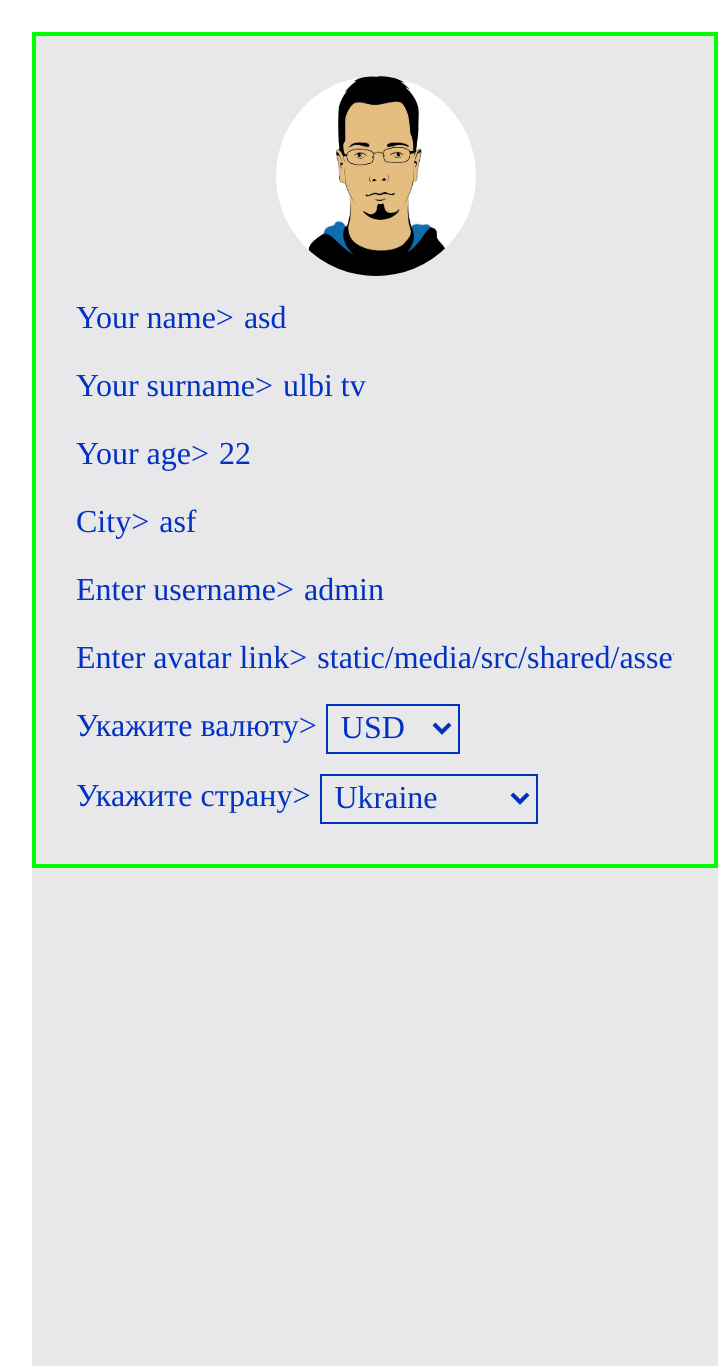 Your name> asd
Your surname> ulbi tv
Your age> 22
City> asf
Enter username> admin
Enter avatar link> static/media/src/shared/asse
Укажите валюту> USD
Укажите страну> Ukraine